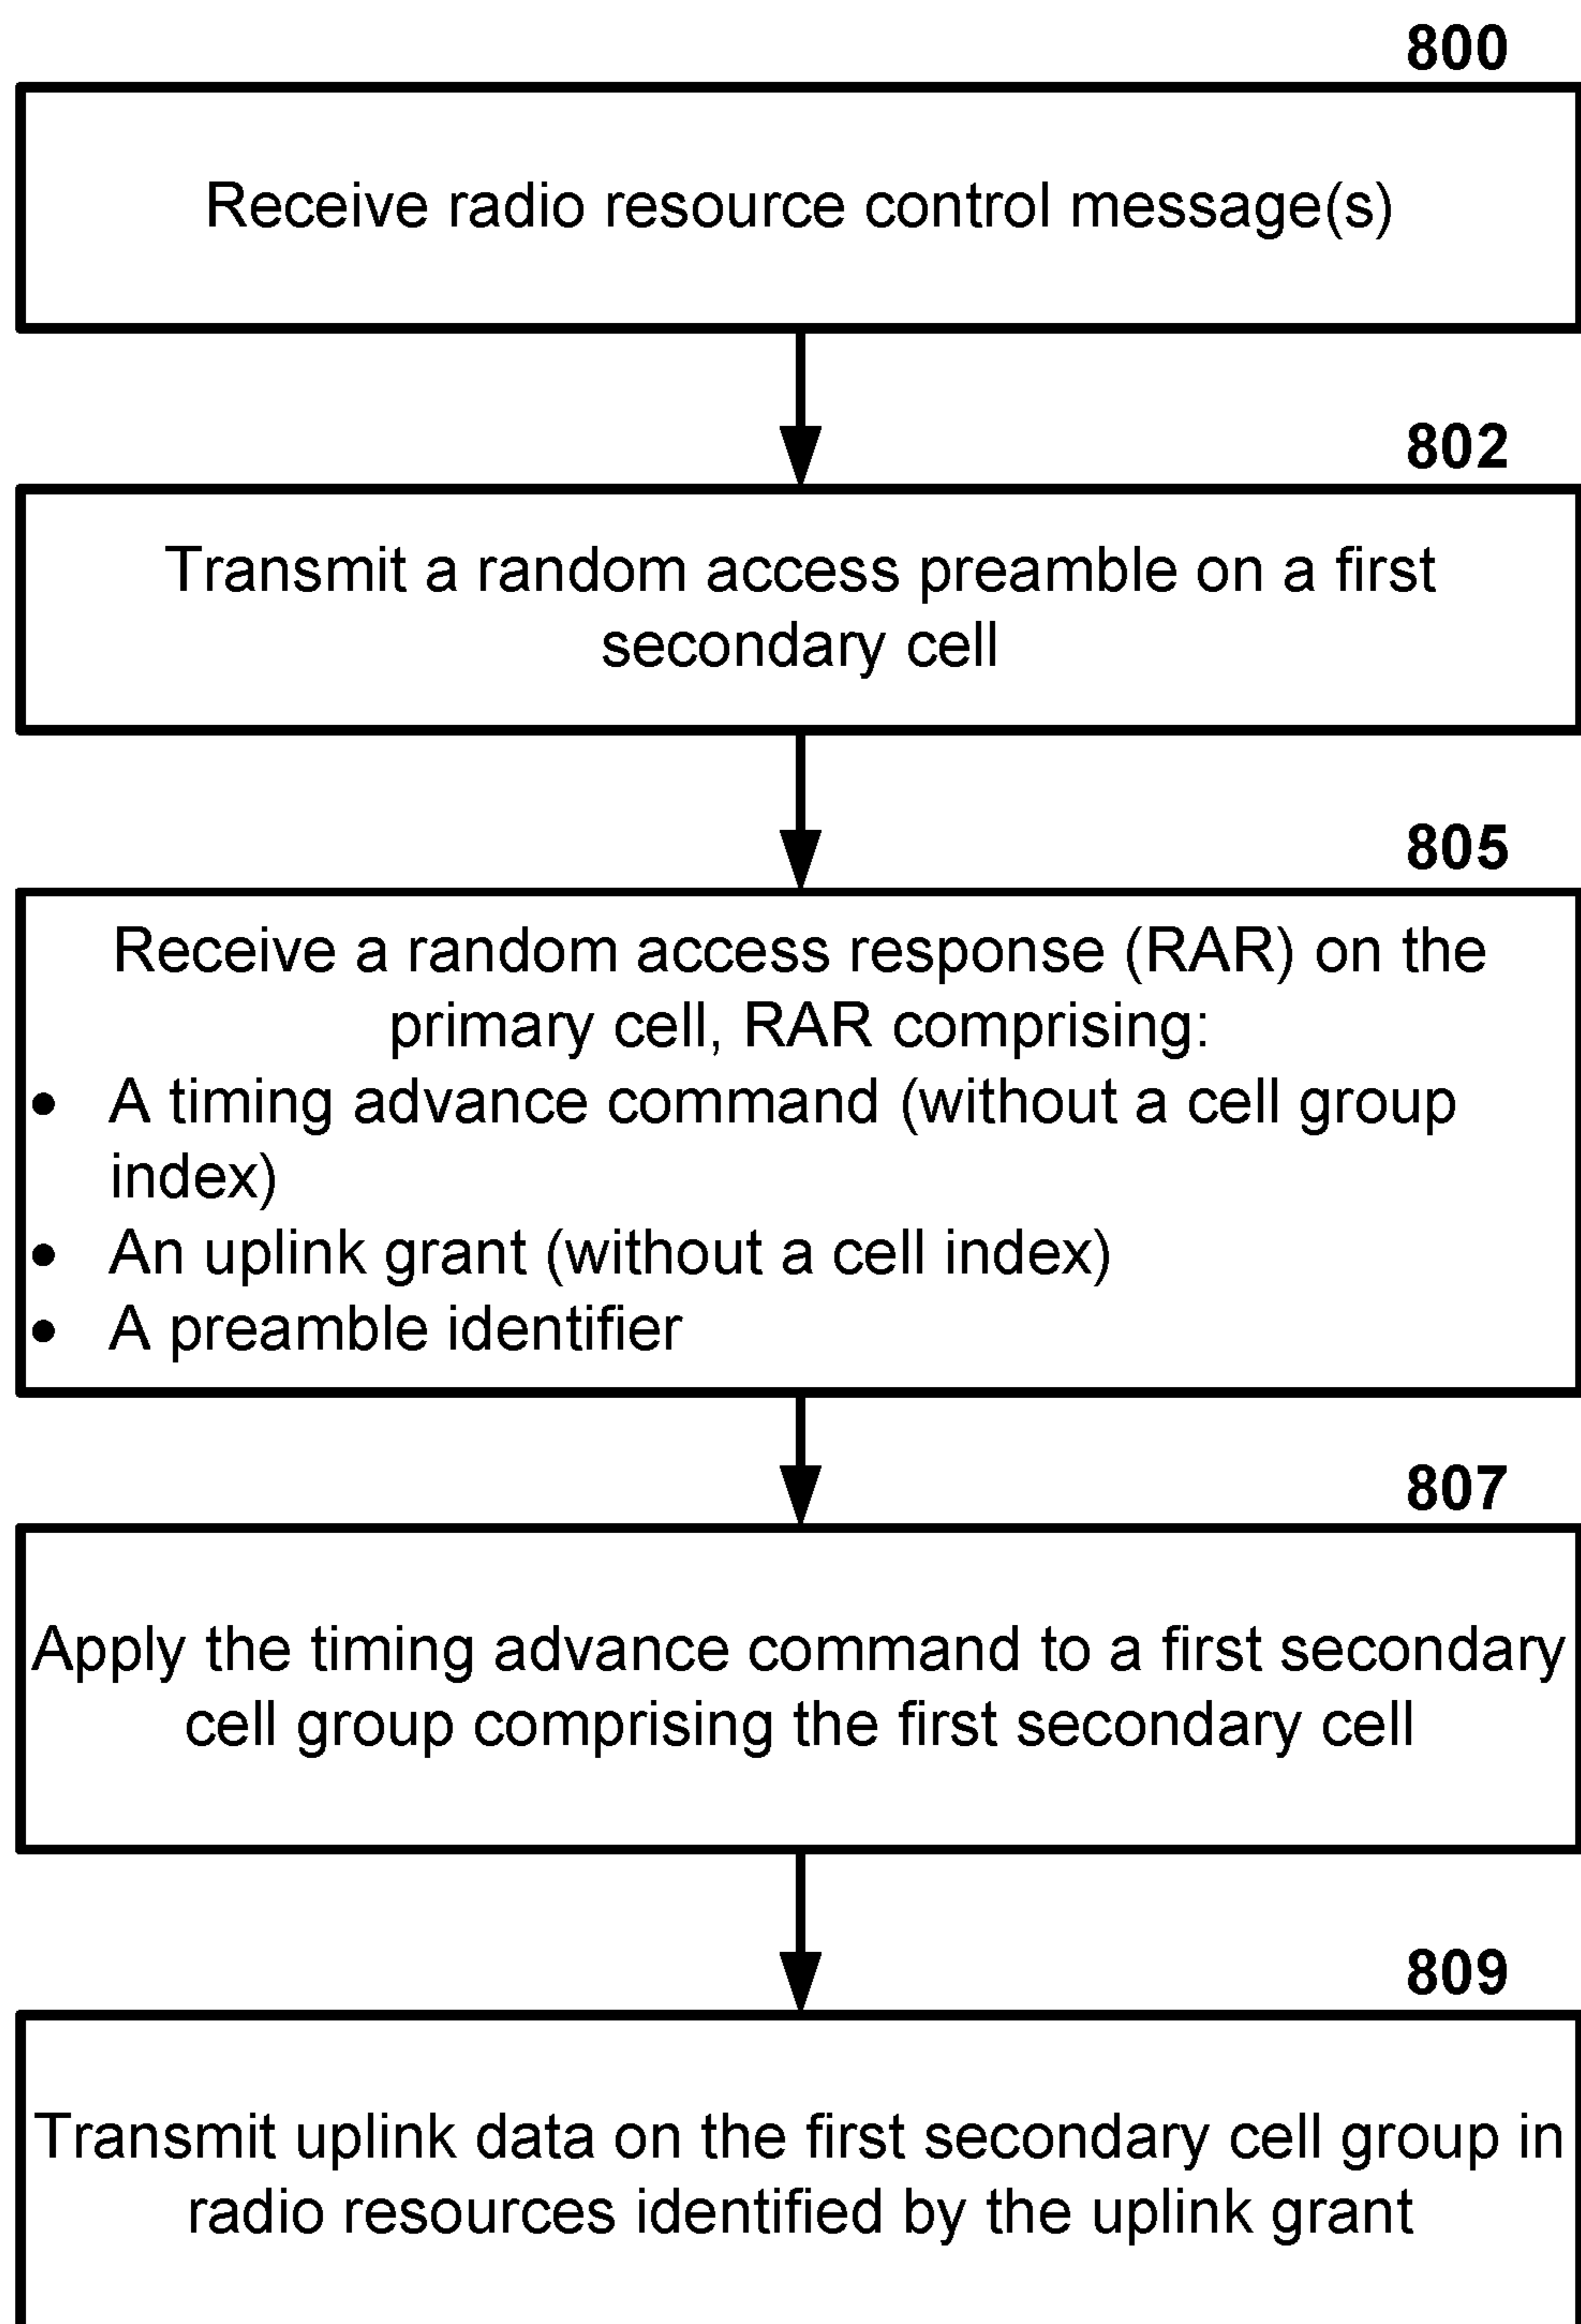 800
Receive radio resource control message(s)
802
Transmit a random access preamble on a first
secondary cell
805
Receive a random access response (RAR) on the
primary cell, RAR comprising:
• A timing advance command (without a cell group
index)
• An uplink grant (without a cell index)
• A preamble identifier
807
Apply the timing advance command to a first secondary
cell group comprising the first secondary cell
809
Transmit uplink data on the first secondary cell group in
radio resources identified by the uplink grant